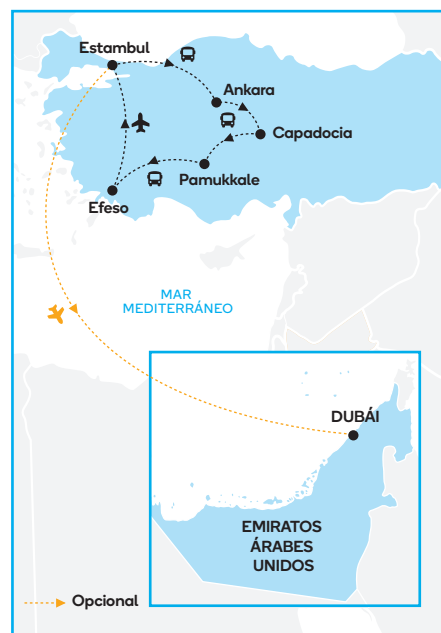 Estambul
Ankara
Capadocia
Pamukkale
Efeso
MAR
MEDITERRÁNEO
DUBÁI
EMIRATOS
ÁRABES
UNIDOS
Opcional